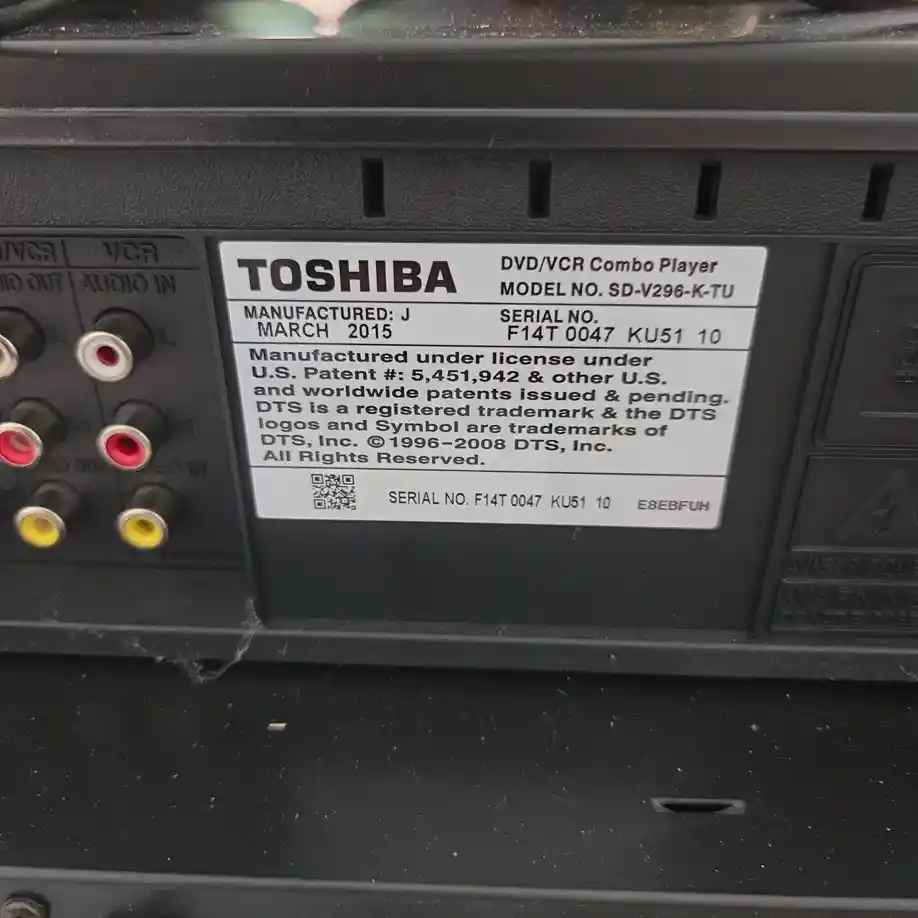 /VCR
VCR
IO OUT
AUDIO IN
TOSHIBA
DVD/VCR Combo Player
MODEL NO. SD-V296-K-TU
MANUFACTURED: J
MARCH 2015
SERIAL NO.
F14T 0047 KU51 10
Manufactured under license under
U.S. Patent #: 5,451,942 & other U.S.
and worldwide patents issued & pending.
DTS is a registered trademark & the DTS
logos and Symbol are trademarks of
DTS, Inc. ©1996-2008 DTS, Inc.
All Rights Reserved.
SERIAL NO. F14T 0047 KU51 10
E8EBFUH